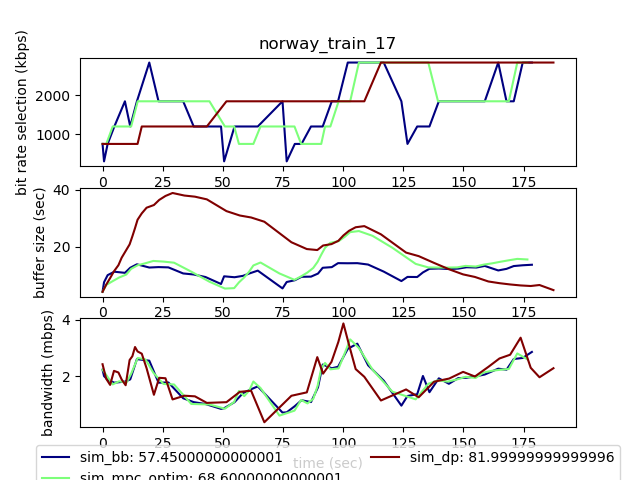 norway_train_17
bit rate selection (kbps)
2000
1000
0 25 50 75 100 125 150 175
buffer size (sec)
40
20
0 25 50 75 100 125 150 175
bandwidth (mbps)
4
2
0 25 50 75 100 125 150 175
time (sec)
sim_bb: 57.45000000000001
sim_dp: 81.99999999999996
sim_mpc_optim: 68.60000000000001